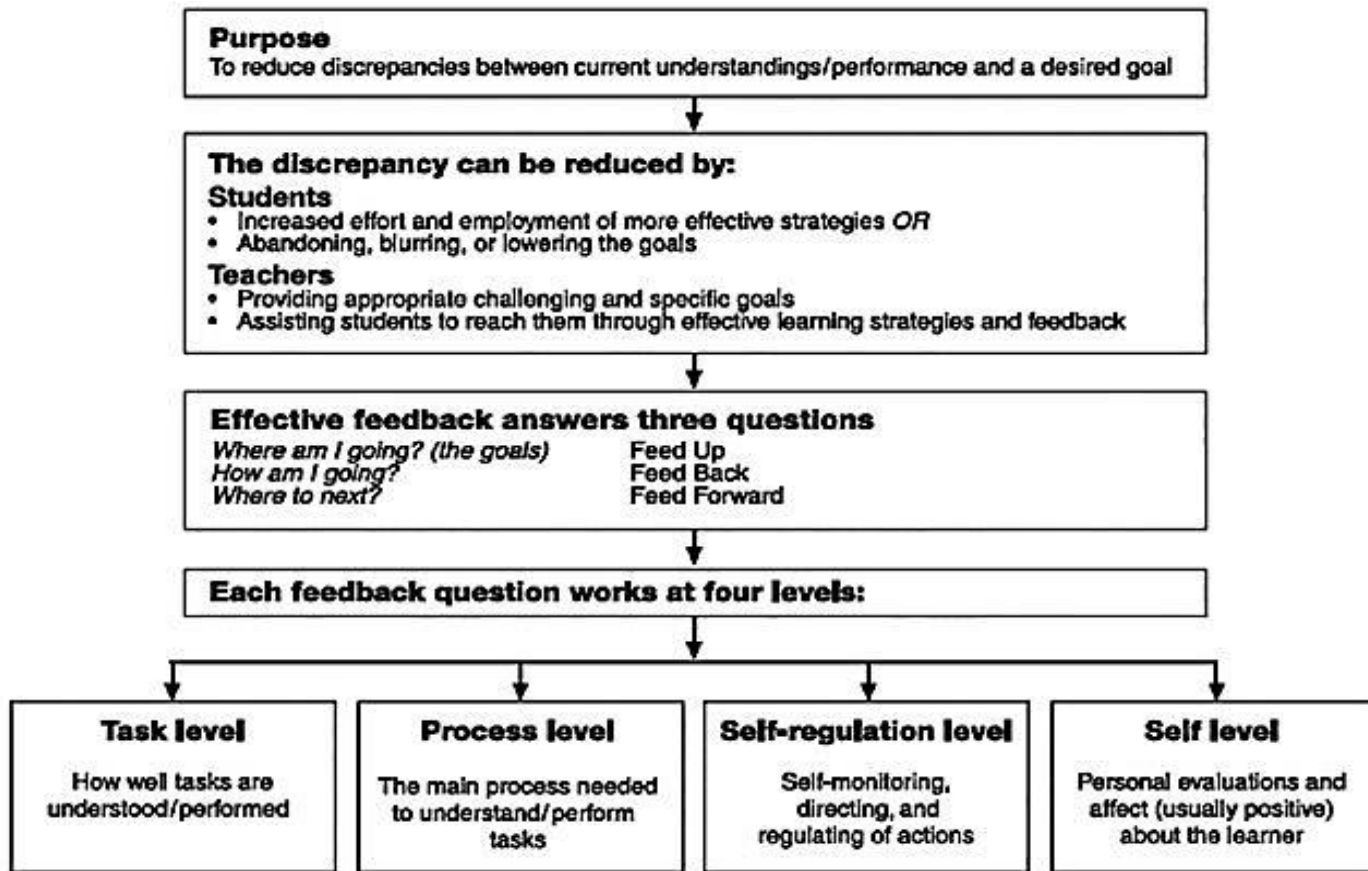 Purpose
To reduce discrepancies between current understandings/performance and a desired goal
The discrepancy can be reduced by:
Students
• Increased effort and employment of more effective strategies OR
• Abandoning, blurring, or lowering the goals
Teachers
• Providing appropriate challenging and specific goals
• Assisting students to reach them through effective learning strategies and feedback
Effective feedback answers three questions
Where am I going? (the goals) Feed Up
How am I going? Feed Back
Where to next? Feed Forward
Each feedback question works at four levels:
Task level
How well tasks are
understood/performed
Process level
The main process needed
to understand/perform
tasks
Self-regulation level
Self-monitoring,
directing, and
regulating of actions
Self level
Personal evaluations and
affect (usually positive)
about the learner